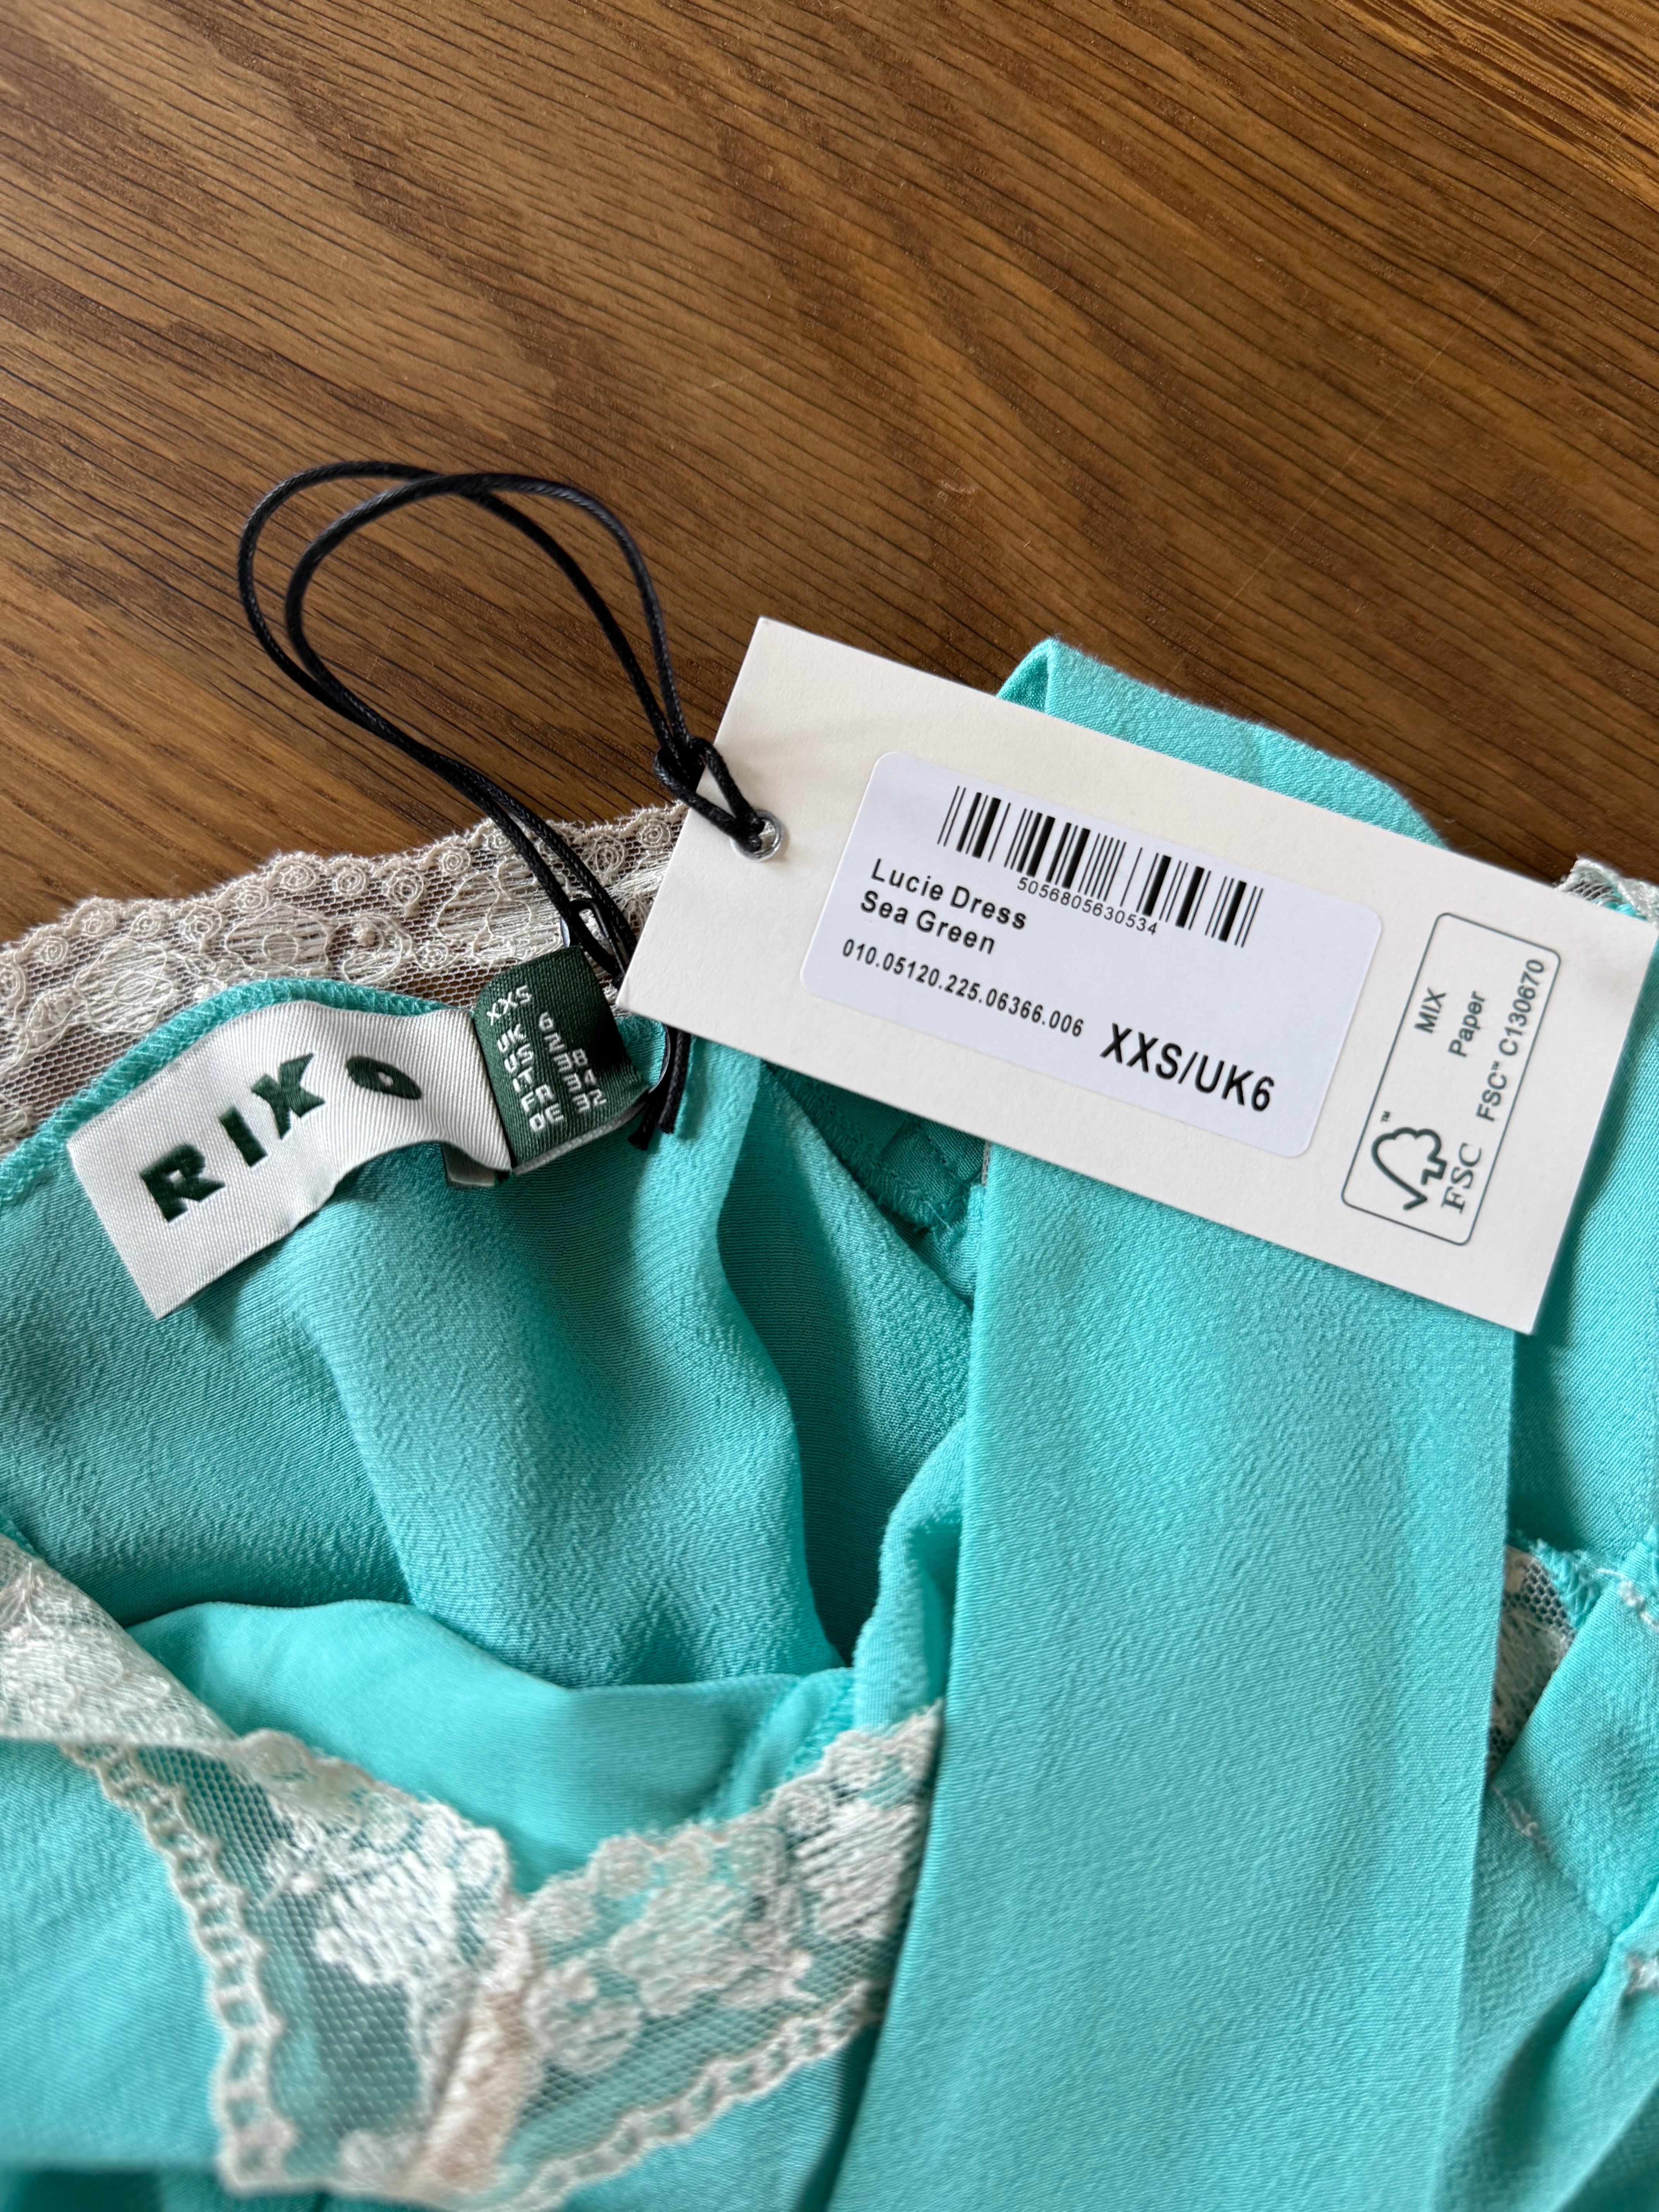 RIXO
XXS
UK 6
US 2
IT 38
FR 34
DE 32
5056805630534
Lucie Dress
Sea Green
010.05120.225.06366.006
XXS/UK6
MIX
Paper
FSC™ C130670
FSC™